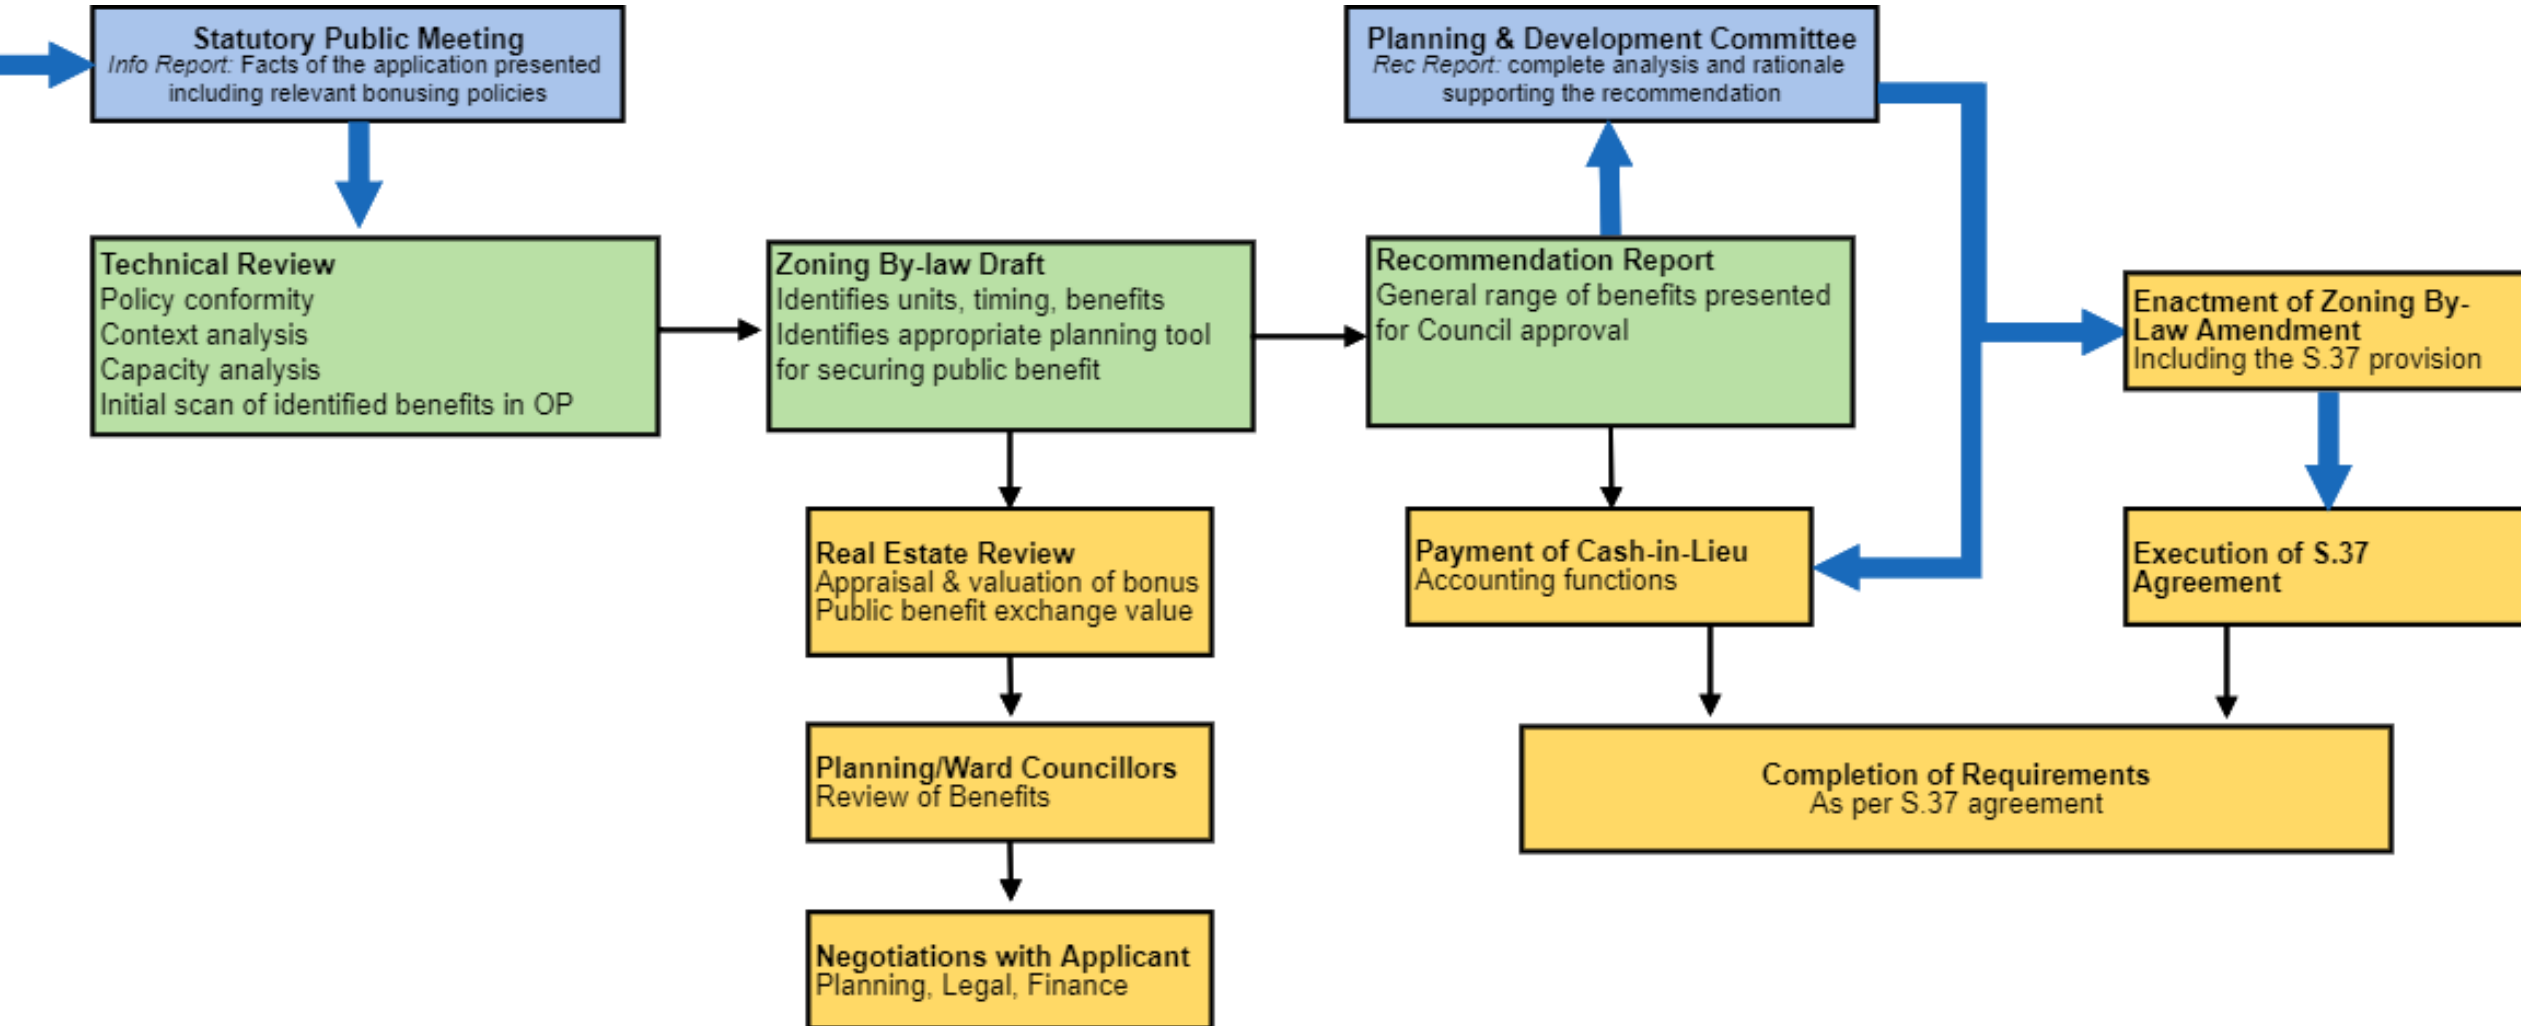 Statutory Public Meeting
Info Report: Facts of the application presented
including relevant bonusing policies
Planning & Development Committee
Rec Report: complete analysis and rationale
supporting the recommendation
Technical Review
Policy conformity
Context analysis
Capacity analysis
Initial scan of identified benefits in OP
Zoning By-law Draft
Identifies units, timing, benefits
Identifies appropriate planning tool
for securing public benefit
Recommendation Report
General range of benefits presented
for Council approval
Enactment of Zoning By-
Law Amendment
Including the S.37 provision
Real Estate Review
Appraisal & valuation of bonus
Public benefit exchange value
Payment of Cash-in-Lieu
Accounting functions
Execution of S.37
Agreement
Planning/Ward Councillors
Review of Benefits
Completion of Requirements
As per S.37 agreement
Negotiations with Applicant
Planning, Legal, Finance